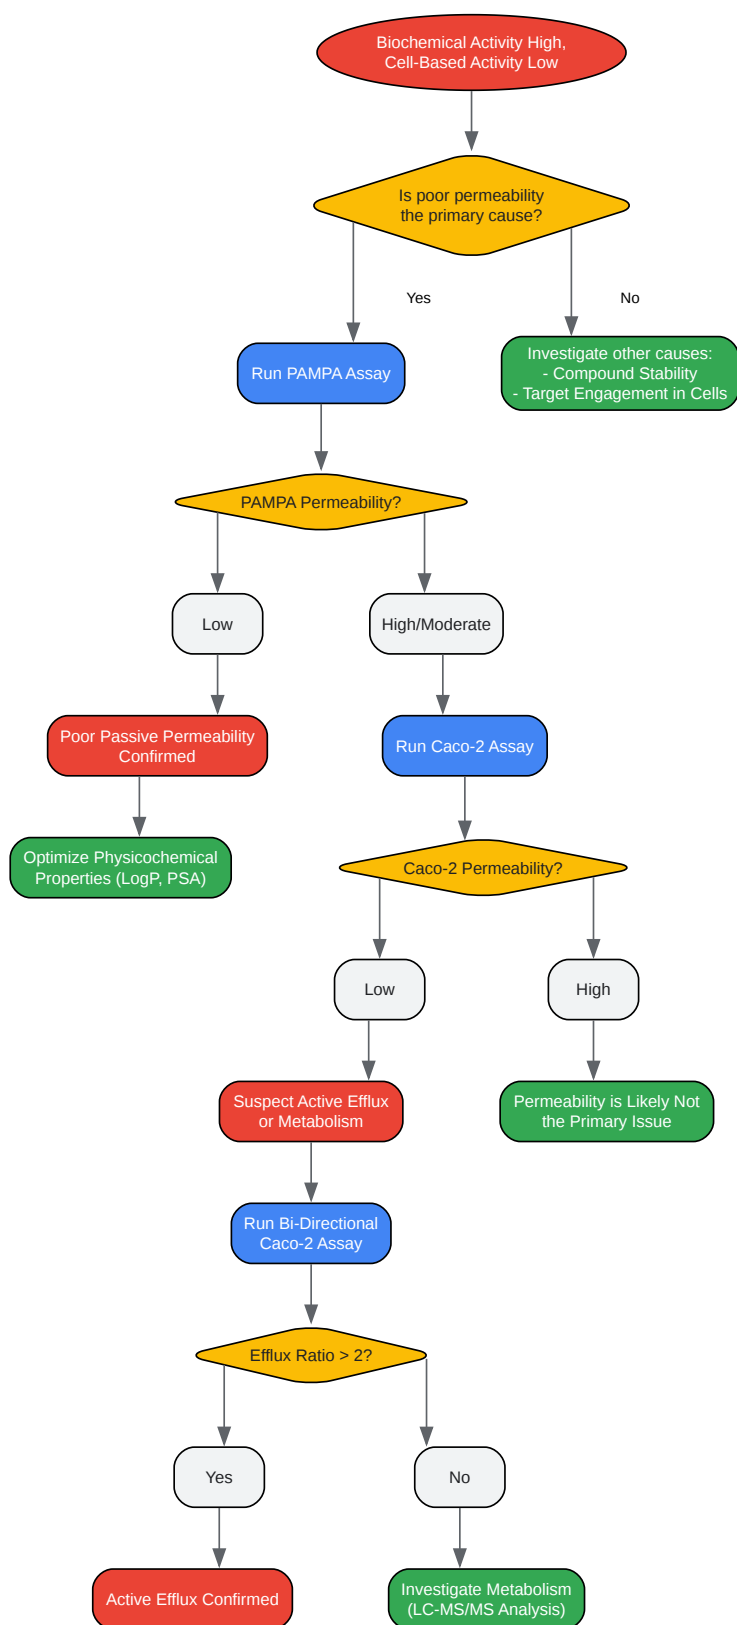 Biochemical Activity High,
Cell-Based Activity Low
Is poor permeability
the primary cause?
Yes
No
Run PAMPA Assay
Investigate other causes:
- Compound Stability
- Target Engagement in Cells
PAMPA Permeability?
Low
High/Moderate
Poor Passive Permeability
Confirmed
Run Caco-2 Assay
Optimize Physicochemical
Properties (LogP, PSA)
Caco-2 Permeability?
Low
High
Suspect Active Efflux
or Metabolism
Permeability is Likely Not
the Primary Issue
Run Bi-Directional
Caco-2 Assay
Efflux Ratio > 2?
Yes
No
Active Efflux Confirmed
Investigate Metabolism
(LC-MS/MS Analysis)